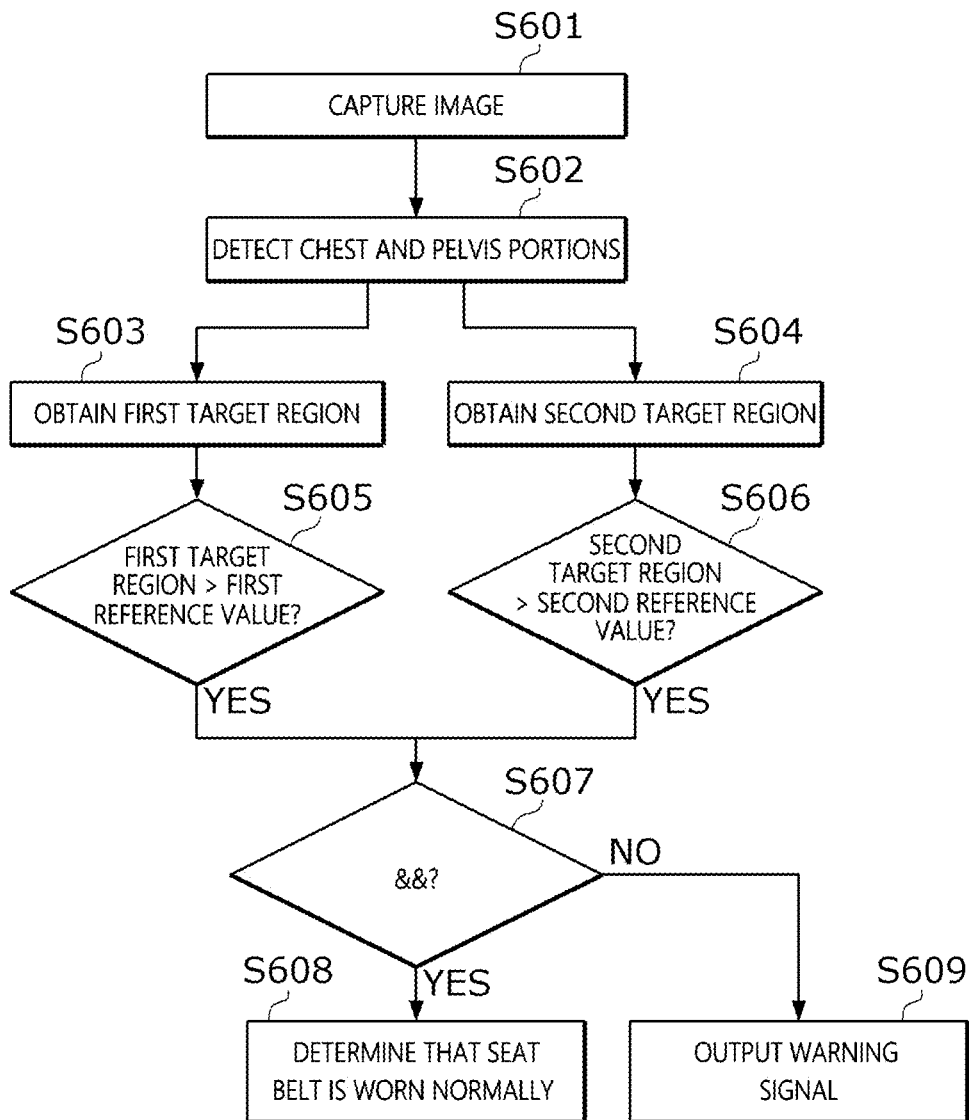 S601
CAPTURE IMAGE
S602
DETECT CHEST AND PELVIS PORTIONS
S603
S604
OBTAIN FIRST TARGET REGION
OBTAIN SECOND TARGET REGION
S605
S606
FIRST TARGET
REGION > FIRST
REFERENCE VALUE?
SECOND
TARGET REGION
> SECOND REFERENCE
VALUE?
YES
YES
S607
&&?
NO
YES
S608
S609
DETERMINE THAT SEAT
BELT IS WORN NORMALLY
OUTPUT WARNING
SIGNAL